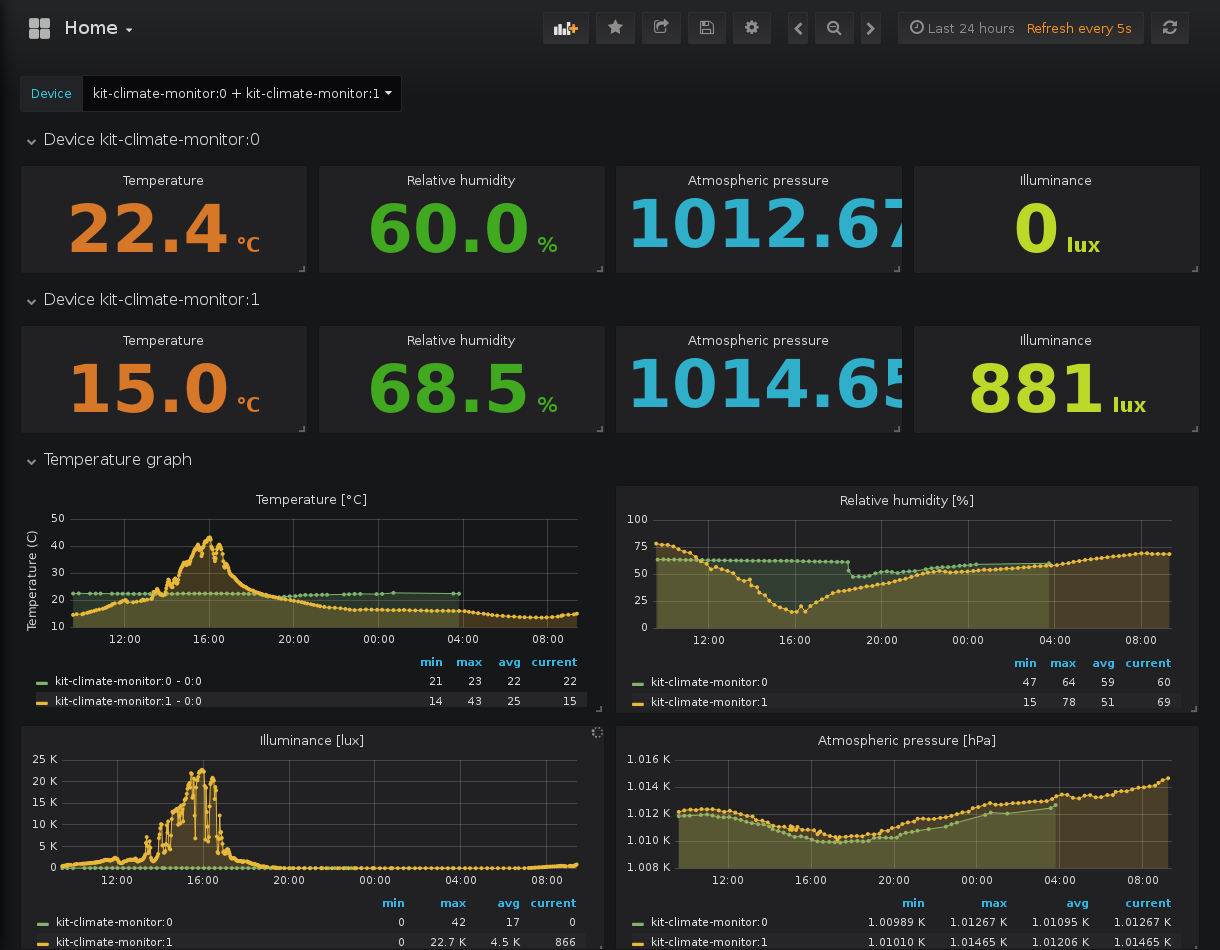 Home
Last 24 hours Refresh every 5s
Device kit-climate-monitor:0 + kit-climate-monitor:1
Device kit-climate-monitor:0
Temperature Relative humidity Atmospheric pressure Illuminance
22.4 °C 60.0 % 1012.67 0 lux
Device kit-climate-monitor:1
Temperature Relative humidity Atmospheric pressure Illuminance
15.0 °C 68.5 % 1014.65 881 lux
Temperature graph
Temperature [°C]
Temperature (C)
50
40
30
20
10
12:00 16:00 20:00 00:00 04:00 08:00
min max avg current
kit-climate-monitor:0 - 0:0 21 23 22 22
kit-climate-monitor:1 - 0:0 14 43 25 15
Relative humidity [%]
100
75
50
25
0
12:00 16:00 20:00 00:00 04:00 08:00
min max avg current
kit-climate-monitor:0 47 64 59 60
kit-climate-monitor:1 15 78 51 69
Illuminance [lux]
25 K
20 K
15 K
10 K
5 K
0
12:00 16:00 20:00 00:00 04:00 08:00
min max avg current
kit-climate-monitor:0 0 42 17 0
kit-climate-monitor:1 0 22.7 K 4.5 K 866
Atmospheric pressure [hPa]
1.016 K
1.014 K
1.012 K
1.010 K
1.008 K
12:00 16:00 20:00 00:00 04:00 08:00
min max avg current
kit-climate-monitor:0 1.00989 K 1.01267 K 1.01095 K 1.01267 K
kit-climate-monitor:1 1.01010 K 1.01465 K 1.01206 K 1.01465 K